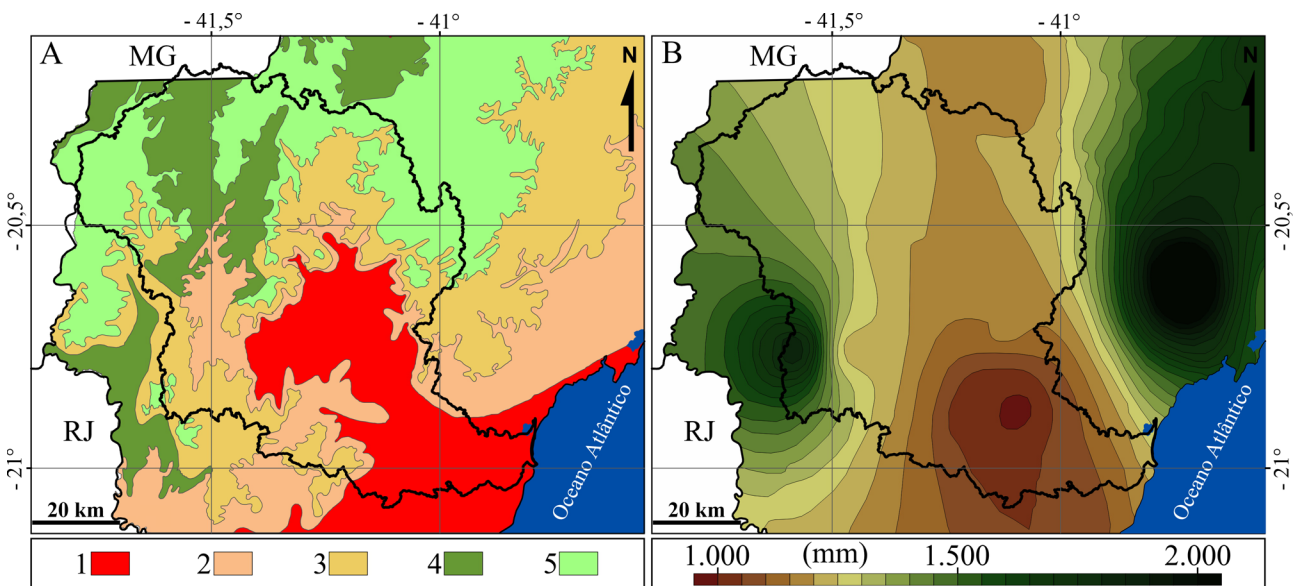 - 41,5° - 41° - 41,5° - 41°
A MG N B MG N
- 20,5° - 20,5°
RJ Oceano Atlântico RJ Oceano Atlântico
- 21° - 21°
20 km 20 km
1 2 3 4 5 1.000 (mm) 1.500 2.000